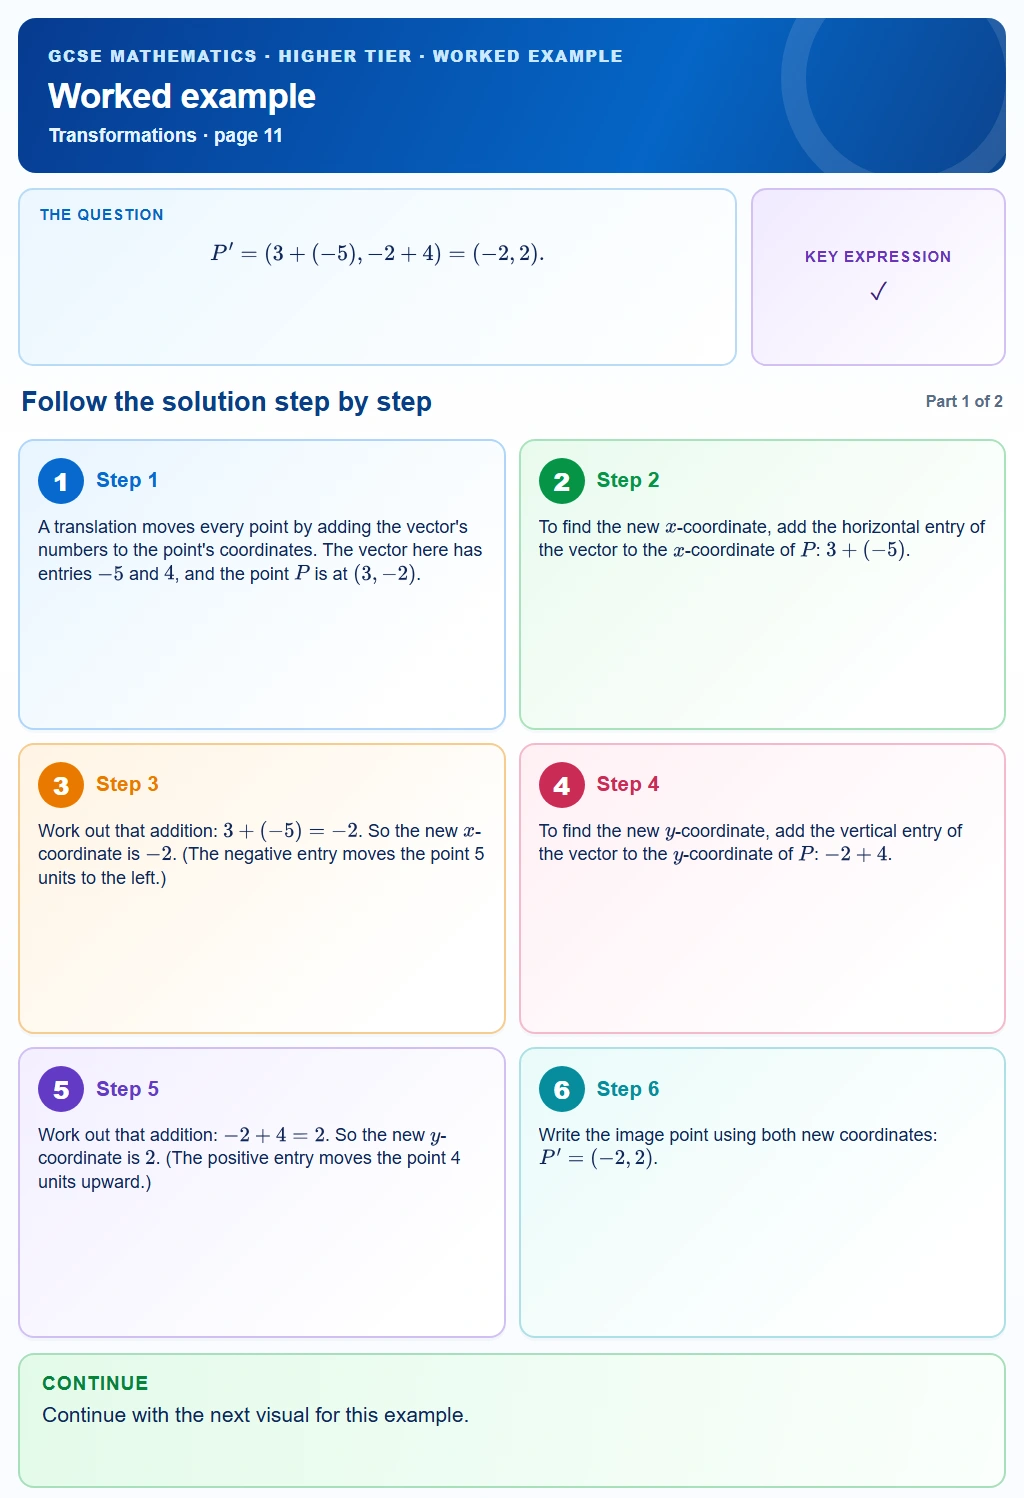 GCSE MATHEMATICS · HIGHER TIER · WORKED EXAMPLE
Worked example
Transformations · page 11
THE QUESTION
P′ = (3 + (−5), −2 + 4) = (−2, 2).
KEY EXPRESSION
✓
Follow the solution step by step
Part 1 of 2
1 Step 1
A translation moves every point by adding the vector's
numbers to the point's coordinates. The vector here has
entries −5 and 4, and the point P is at (3, −2).
2 Step 2
To find the new x-coordinate, add the horizontal entry of
the vector to the x-coordinate of P: 3 + (−5).
3 Step 3
Work out that addition: 3 + (−5) = −2. So the new x-
coordinate is −2. (The negative entry moves the point 5
units to the left.)
4 Step 4
To find the new y-coordinate, add the vertical entry of
the vector to the y-coordinate of P: −2 + 4.
5 Step 5
Work out that addition: −2 + 4 = 2. So the new y-
coordinate is 2. (The positive entry moves the point 4
units upward.)
6 Step 6
Write the image point using both new coordinates:
P′ = (−2, 2).
CONTINUE
Continue with the next visual for this example.